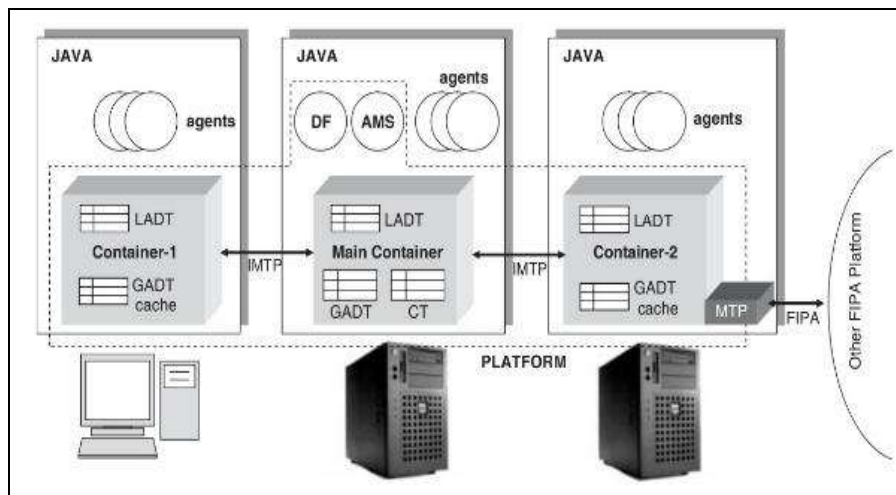 JAVA
agents
LADT
Container-1
GADT
cache
IMTP
JAVA
agents
DF
AMS
LADT
Main Container
GADT
CT
IMTP
JAVA
agents
LADT
Container-2
GADT
cache
MTP
FIPA
Other FIPA Platform
PLATFORM